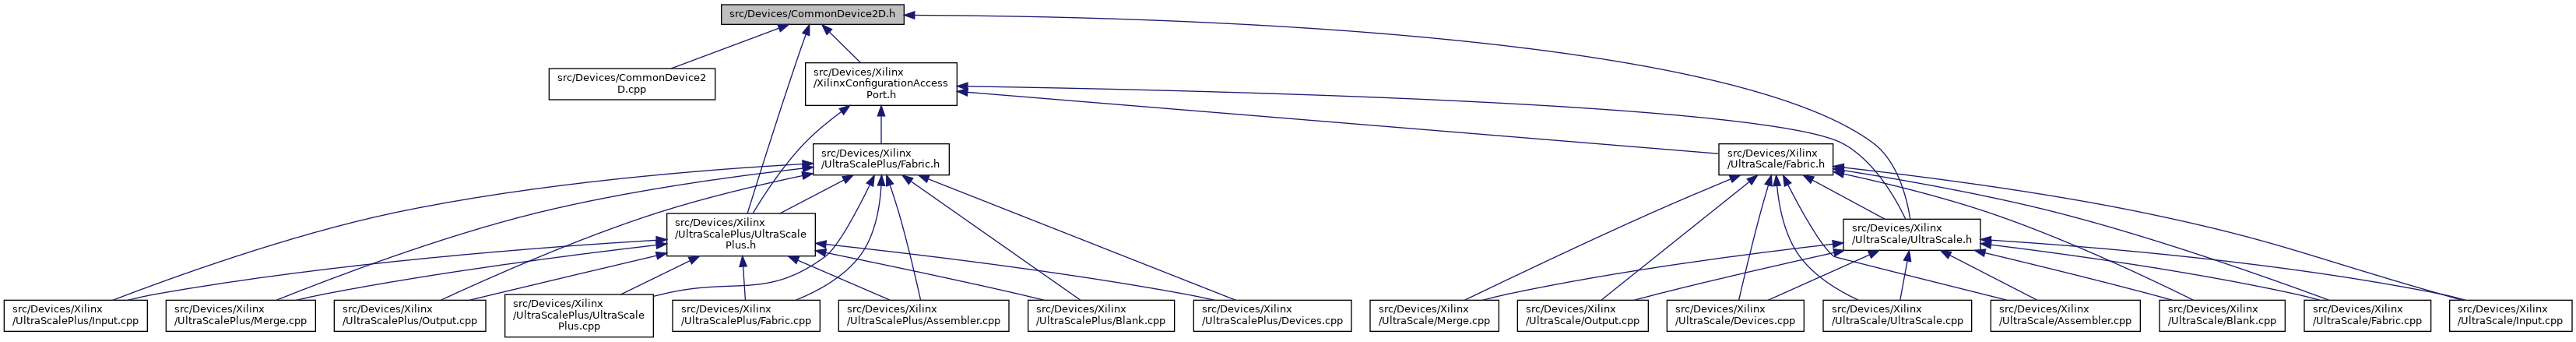 src/Devices/CommonDevice2D.h
src/Devices/CommonDevice2
D.cpp
src/Devices/Xilinx
/XilinxConfigurationAccess
Port.h
src/Devices/Xilinx
/UltraScalePlus/Fabric.h
src/Devices/Xilinx
/UltraScale/Fabric.h
src/Devices/Xilinx
/UltraScalePlus/UltraScale
Plus.h
src/Devices/Xilinx
/UltraScale/UltraScale.h
src/Devices/Xilinx
/UltraScalePlus/Input.cpp
src/Devices/Xilinx
/UltraScalePlus/Merge.cpp
src/Devices/Xilinx
/UltraScalePlus/Output.cpp
src/Devices/Xilinx
/UltraScalePlus/UltraScale
Plus.cpp
src/Devices/Xilinx
/UltraScalePlus/Fabric.cpp
src/Devices/Xilinx
/UltraScalePlus/Assembler.cpp
src/Devices/Xilinx
/UltraScalePlus/Blank.cpp
src/Devices/Xilinx
/UltraScalePlus/Devices.cpp
src/Devices/Xilinx
/UltraScale/Merge.cpp
src/Devices/Xilinx
/UltraScale/Output.cpp
src/Devices/Xilinx
/UltraScale/Devices.cpp
src/Devices/Xilinx
/UltraScale/UltraScale.cpp
src/Devices/Xilinx
/UltraScale/Assembler.cpp
src/Devices/Xilinx
/UltraScale/Blank.cpp
src/Devices/Xilinx
/UltraScale/Fabric.cpp
src/Devices/Xilinx
/UltraScale/Input.cpp